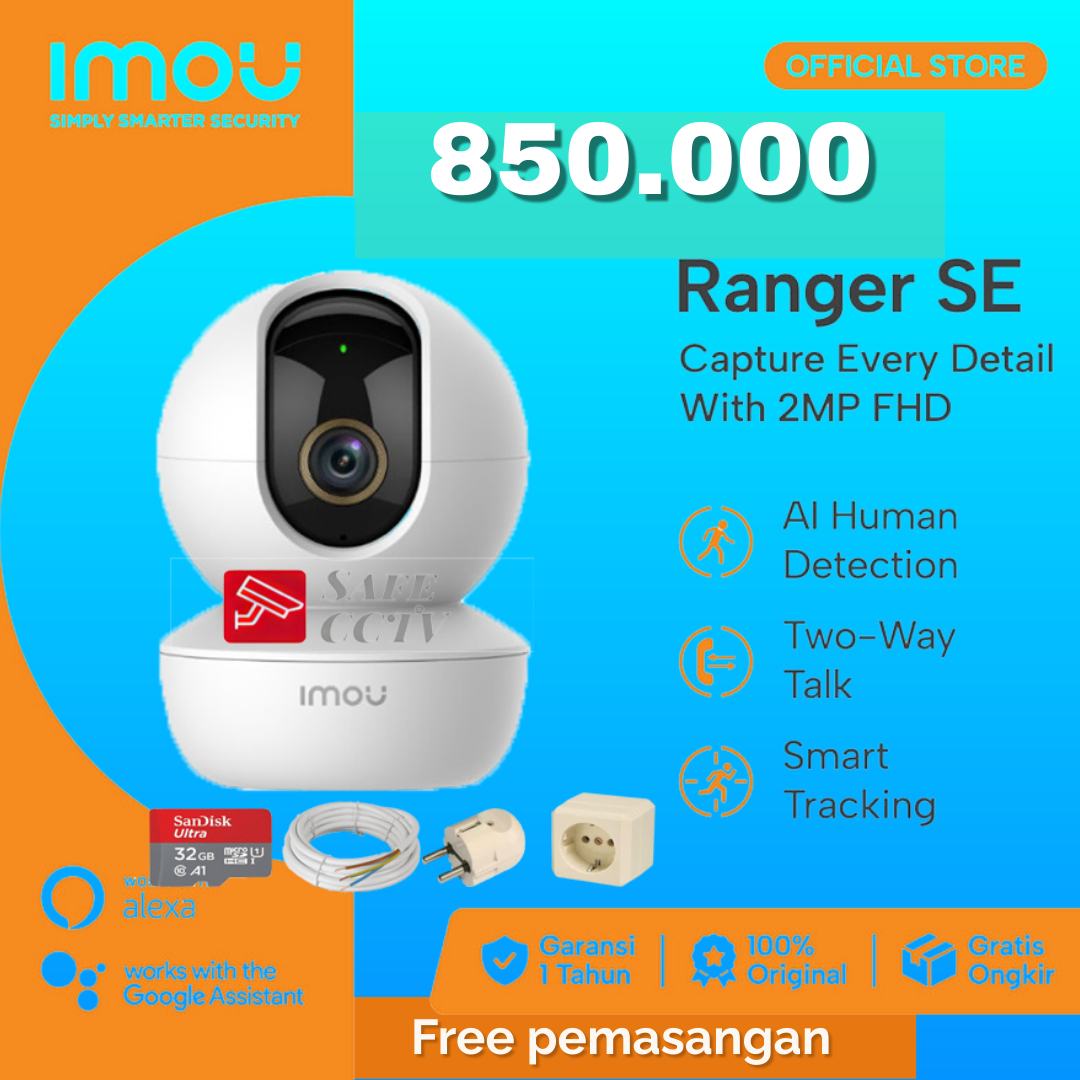 imou
SIMPLY SMARTER SECURITY
OFFICIAL STORE
850.000
Ranger SE
Capture Every Detail
With 2MP FHD
AI Human
Detection
Two-Way
Talk
Smart
Tracking
SAFE
CCTV
imou
SanDisk
Ultra
32GB
micro
HC I
A1
alexa
works with the
Google Assistant
Garansi
1 Tahun
100%
Original
Gratis
Ongkir
Free pemasangan